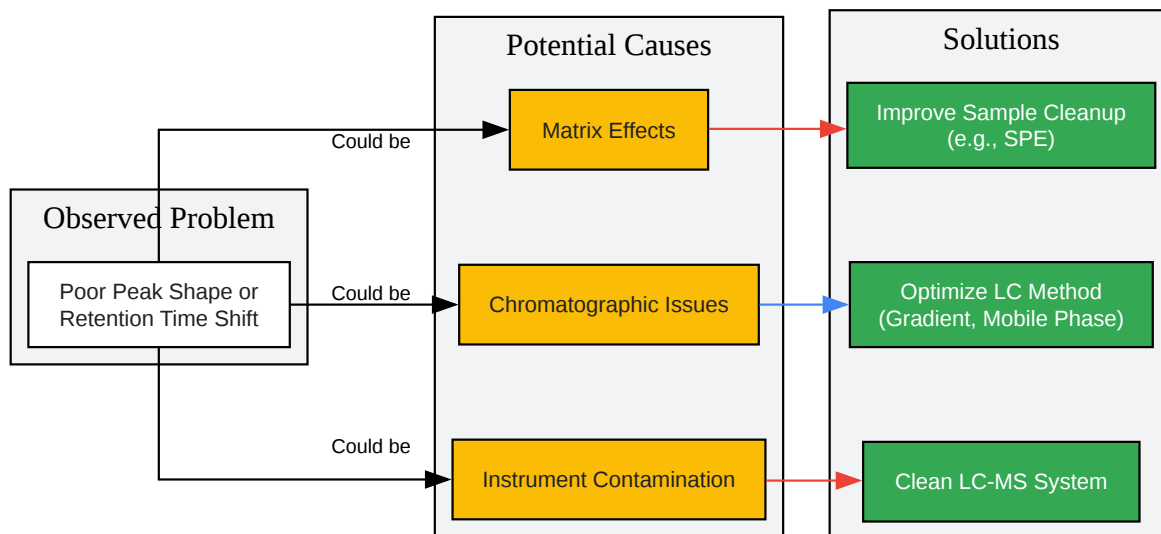 Potential Causes
Solutions
Matrix Effects
Improve Sample Cleanup
(e.g., SPE)
Could be
Observed Problem
Poor Peak Shape or
Retention Time Shift
Could be
Chromatographic Issues
Optimize LC Method
(Gradient, Mobile Phase)
Could be
Instrument Contamination
Clean LC-MS System